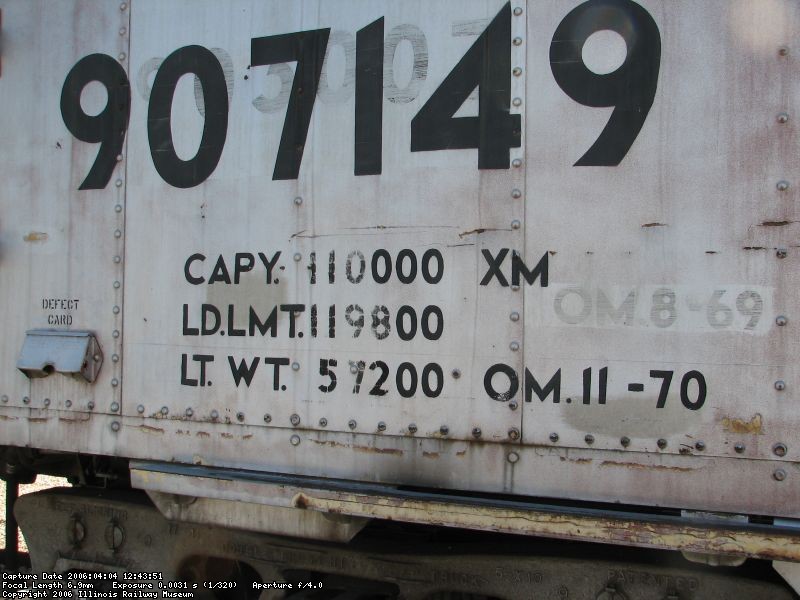 907149
CAPY. 110000 XM
OM.8-69
LD.LMT.119800
DEFECT
CARD
LT. WT. 57200 OM.11-70
Capture Date 2006:04:04 12:43:51
Focal Length 6.9mm Exposure 0.0031 s (1/320) Aperture f/4.0
Copyright 2006 Illinois Railway Museum